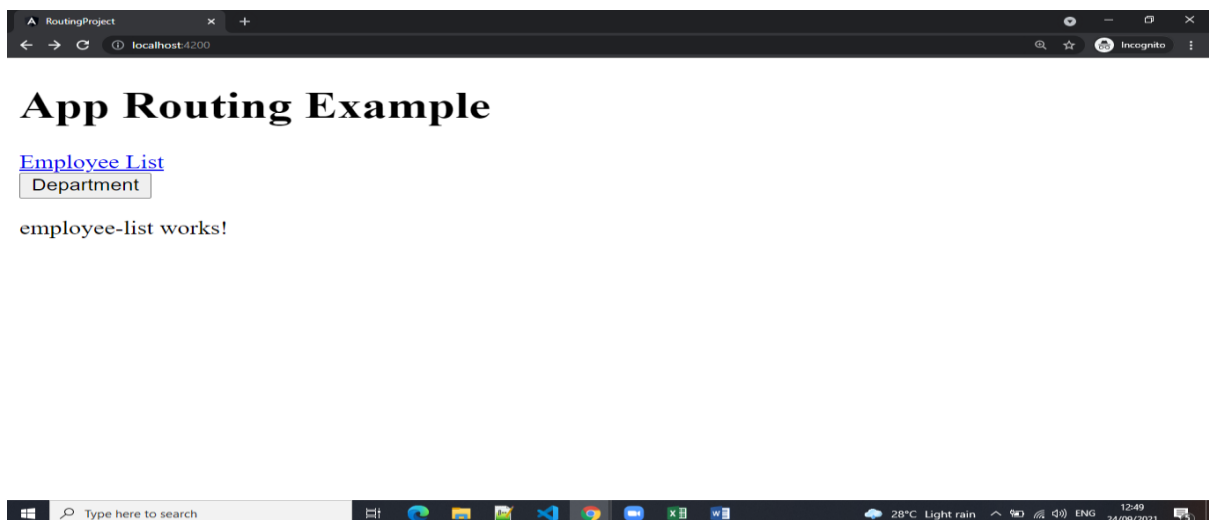 RoutingProject
localhost:4200
Incognito
App Routing Example
Employee List
Department
employee-list works!
Type here to search
28°C Light rain
ENG
12:49
24/09/2021